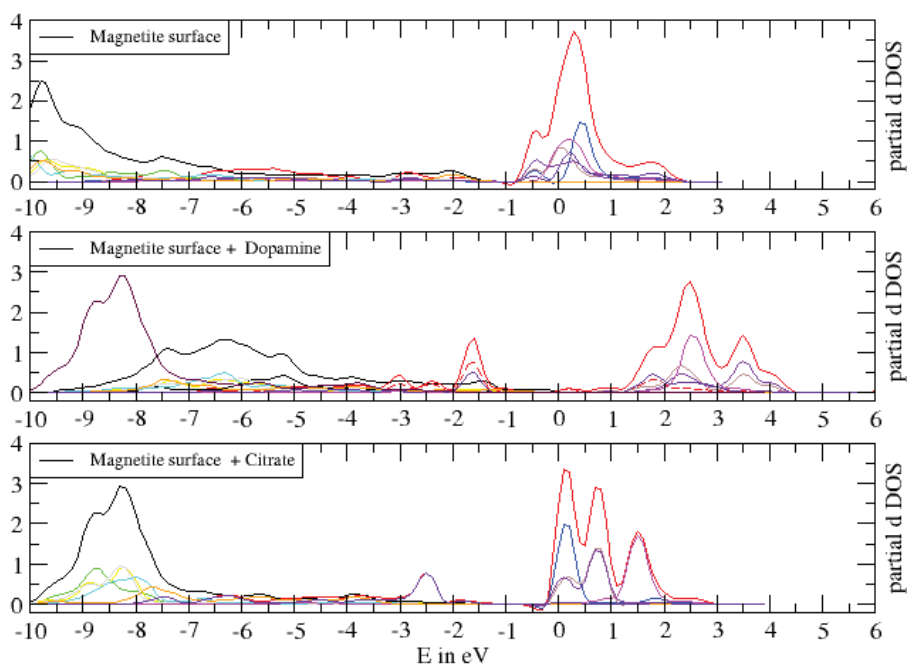 4
Magnetite surface
3
2
1
0
-10 -9 -8 -7 -6 -5 -4 -3 -2 -1 0 1 2 3 4 5 6
partial d DOS
4
Magnetite surface + Dopamine
3
2
1
0
-10 -9 -8 -7 -6 -5 -4 -3 -2 -1 0 1 2 3 4 5 6
partial d DOS
4
Magnetite surface + Citrate
3
2
1
0
-10 -9 -8 -7 -6 -5 -4 -3 -2 -1 0 1 2 3 4 5 6
partial d DOS
E in eV